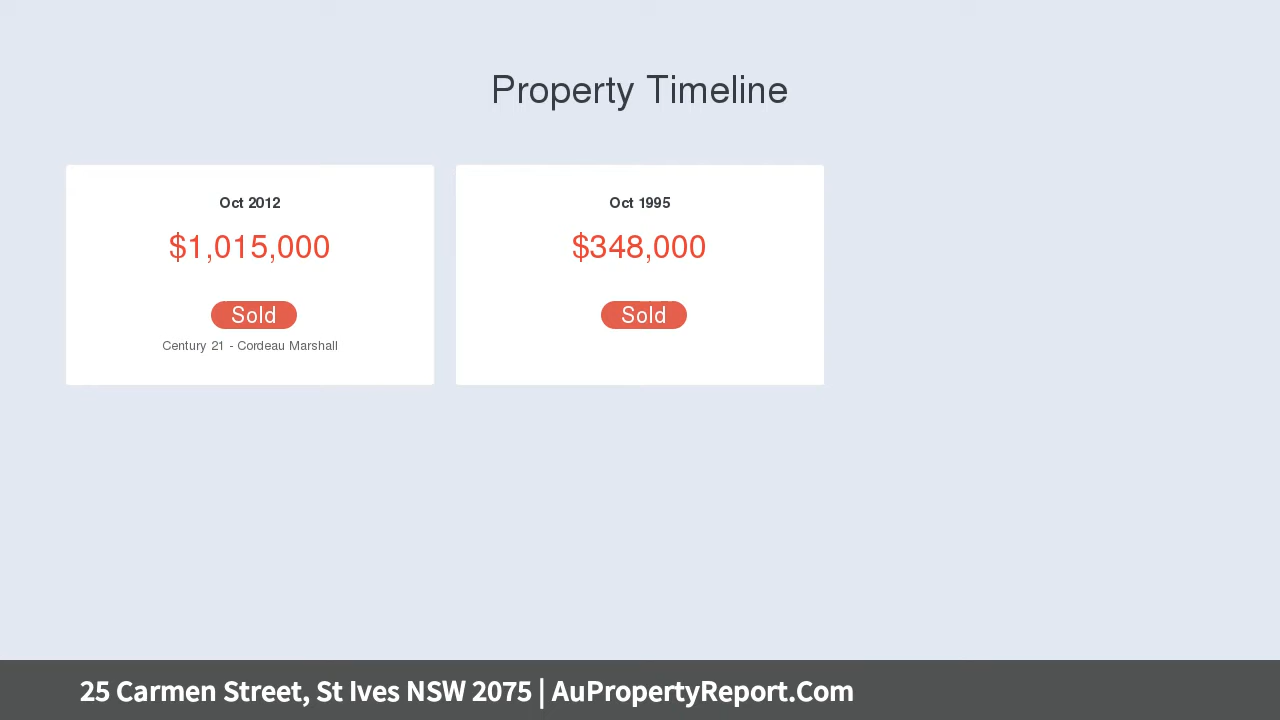 Property Timeline
Oct 2012
$1,015,000
Sold
Century 21 - Cordeau Marshall
Oct 1995
$348,000
Sold
25 Carmen Street, St Ives NSW 2075 | AuPropertyReport.Com